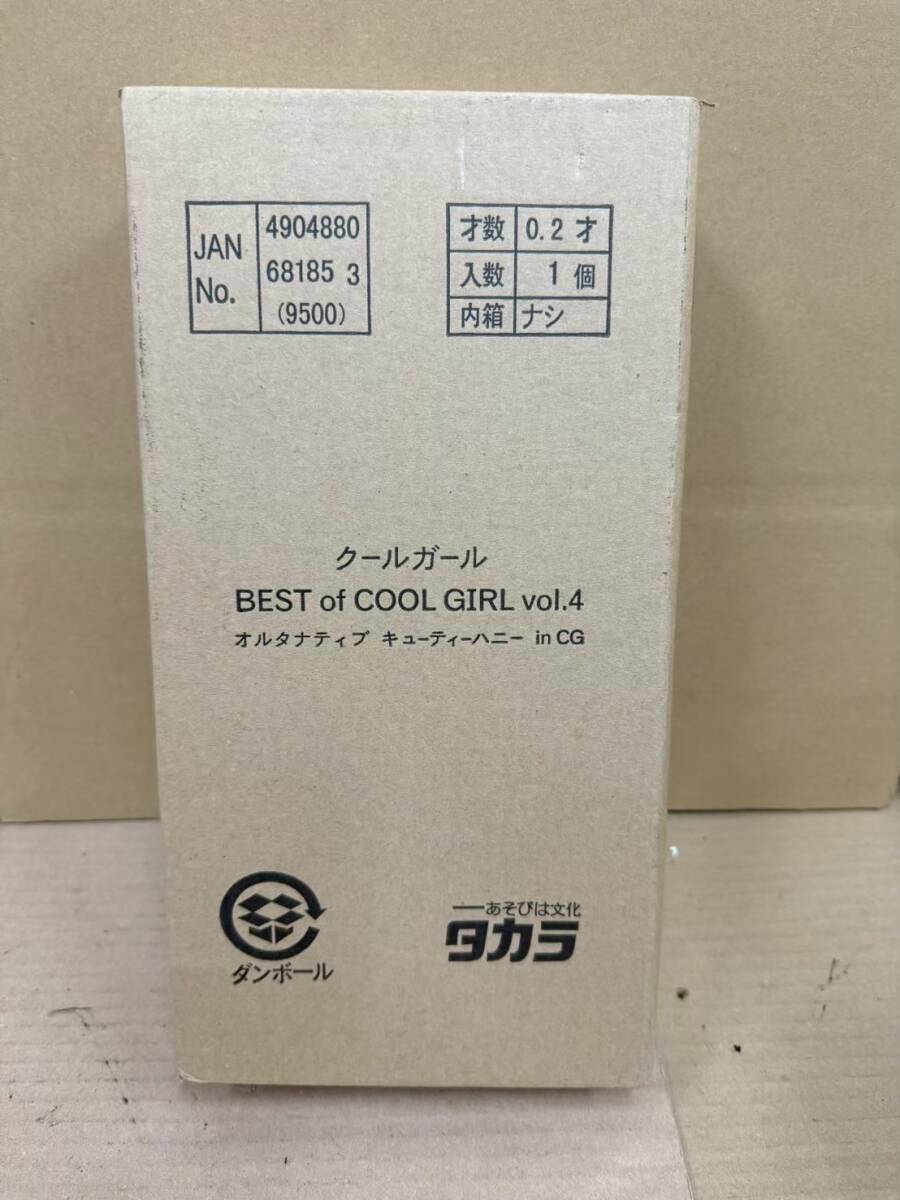 JAN No.
4904880
68185 3
(9500)
才数 0.2 才
入数 1 個
内箱 ナシ
クールガール
BEST of COOL GIRL vol.4
オルタナティブ キューティーハニー in CG
ダンボール
あそびは文化
タカラ